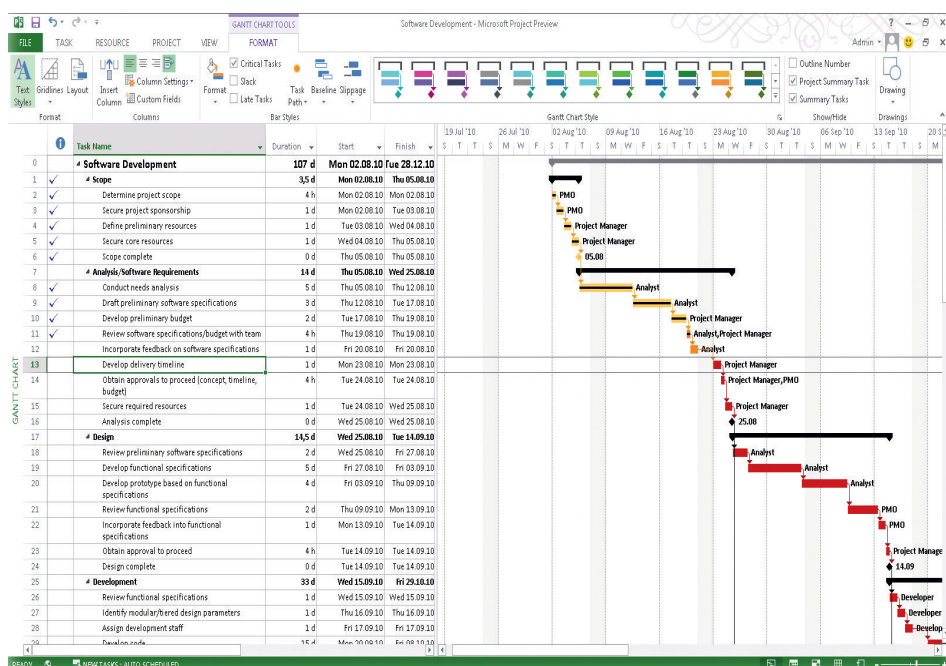 GANTT CHART TOOLS
Software Development - Microsoft Project Preview
FILE TASK RESOURCE PROJECT VIEW FORMAT Admin
Text Styles
Gridlines
Layout
Format
Insert Column
Column Settings
Custom Fields
Columns
Format
Critical Tasks
Slack
Late Tasks
Task Path
Baseline
Slippage
Bar Styles
Gantt Chart Style
Outline Number
Project Summary Task
Summary Tasks
Show/Hide
Drawing
Drawings
19 Jul '10 26 Jul '10 02 Aug '10 09 Aug '10 16 Aug '10 23 Aug '10 30 Aug '10 06 Sep '10 13 Sep '10 20 S
S T T S M W F S T T S M W F S T T S M W F S T T S M
Task Name Duration Start Finish
0 Software Development 107 d Mon 02.08.10 Tue 28.12.10
1 Scope 3,5 d Mon 02.08.10 Thu 05.08.10
2 Determine project scope 4 h Mon 02.08.10 Mon 02.08.10 PMO
3 Secure project sponsorship 1 d Mon 02.08.10 Tue 03.08.10 PMO
4 Define preliminary resources 1 d Tue 03.08.10 Wed 04.08.10 Project Manager
5 Secure core resources 1 d Wed 04.08.10 Thu 05.08.10 Project Manager
6 Scope complete 0 d Thu 05.08.10 Thu 05.08.10 05.08
7 Analysis/Software Requirements 14 d Thu 05.08.10 Wed 25.08.10
8 Conduct needs analysis 5 d Thu 05.08.10 Thu 12.08.10 Analyst
9 Draft preliminary software specifications 3 d Thu 12.08.10 Tue 17.08.10 Analyst
10 Develop preliminary budget 2 d Tue 17.08.10 Thu 19.08.10 Project Manager
11 Review software specifications/budget with team 4 h Thu 19.08.10 Thu 19.08.10 Analyst,Project Manager
12 Incorporate feedback on software specifications 1 d Fri 20.08.10 Fri 20.08.10 Analyst
13 Develop delivery timeline 1 d Mon 23.08.10 Mon 23.08.10 Project Manager
14 Obtain approvals to proceed (concept, timeline, 4 h Tue 24.08.10 Tue 24.08.10 Project Manager,PMO
budget)
15 Secure required resources 1 d Tue 24.08.10 Wed 25.08.10 Project Manager
16 Analysis complete 0 d Wed 25.08.10 Wed 25.08.10 25.08
17 Design 14,5 d Wed 25.08.10 Tue 14.09.10
18 Review preliminary software specifications 2 d Wed 25.08.10 Fri 27.08.10 Analyst
19 Develop functional specifications 5 d Fri 27.08.10 Fri 03.09.10 Analyst
20 Develop prototype based on functional 4 d Fri 03.09.10 Thu 09.09.10 Analyst
specifications
21 Review functional specifications 2 d Thu 09.09.10 Mon 13.09.10 PMO
22 Incorporate feedback into functional 1 d Mon 13.09.10 Tue 14.09.10 PMO
specifications
23 Obtain approval to proceed 4 h Tue 14.09.10 Tue 14.09.10 Project Manage
24 Design complete 0 d Tue 14.09.10 Tue 14.09.10 14.09
25 Development 33 d Wed 15.09.10 Fri 29.10.10
26 Review functional specifications 1 d Wed 15.09.10 Wed 15.09.10 Developer
27 Identify modular/tiered design parameters 1 d Thu 16.09.10 Thu 16.09.10 Developer
28 Assign development staff 1 d Fri 17.09.10 Fri 17.09.10 Develop
29 Develop code 15 d Mon 20.09.10 Fri 08.10.10
GANTT CHART
READY NEW TASKS : AUTO SCHEDULED